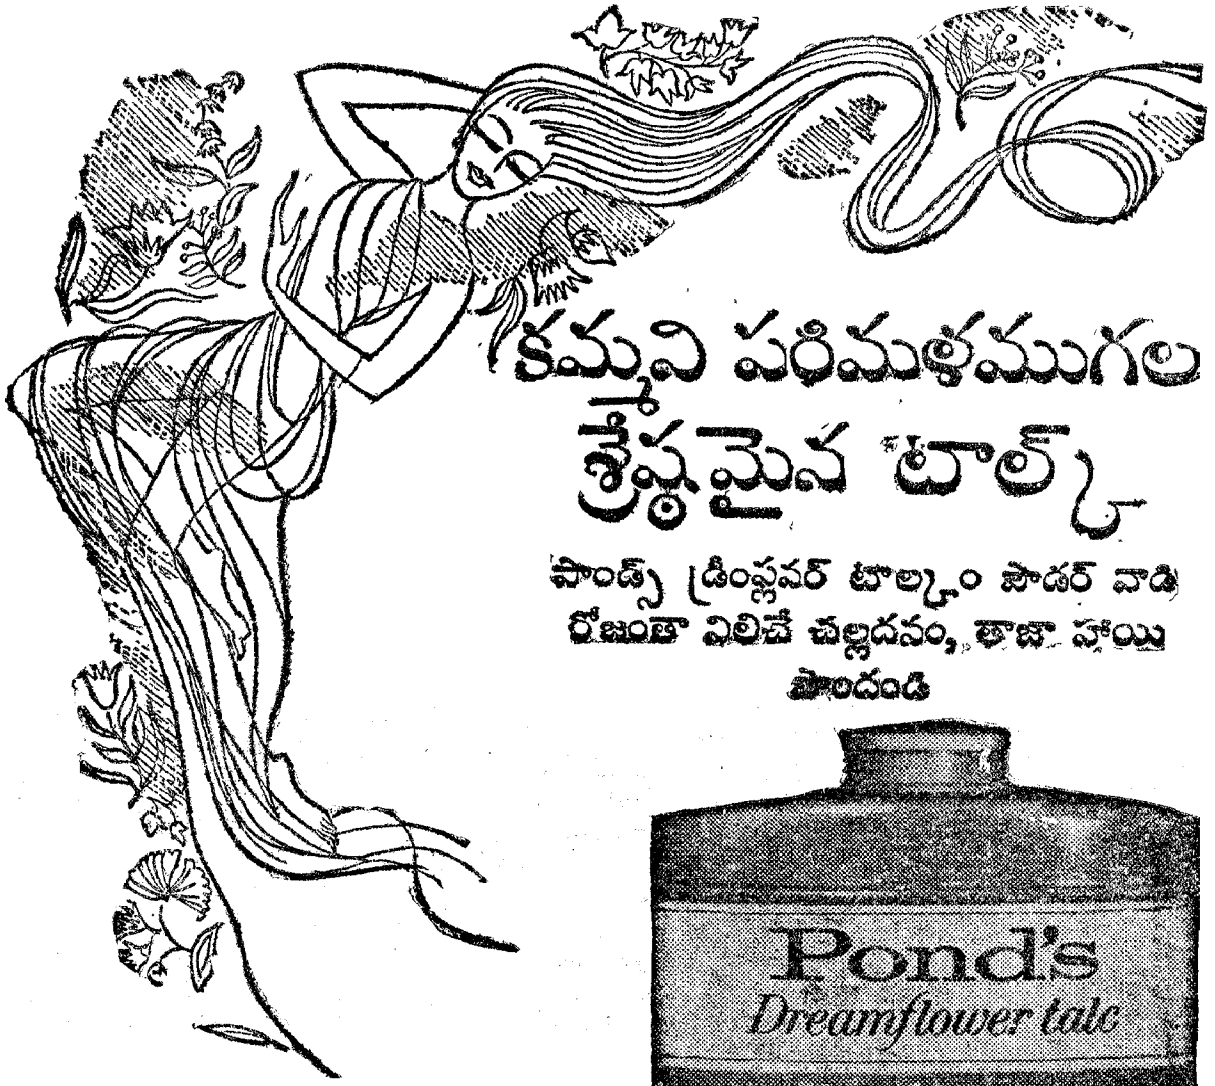 కమ్మని పరిమళముగల
శ్రేష్ఠమైన టాల్క్
పాండ్స్ డ్రీంఫ్లవర్ టాల్కం పౌడర్ వాడి
రోజంతా నిలిచే చల్లదనం, తాజా హాయి
పొందండి
Pond's
Dreamflower talc